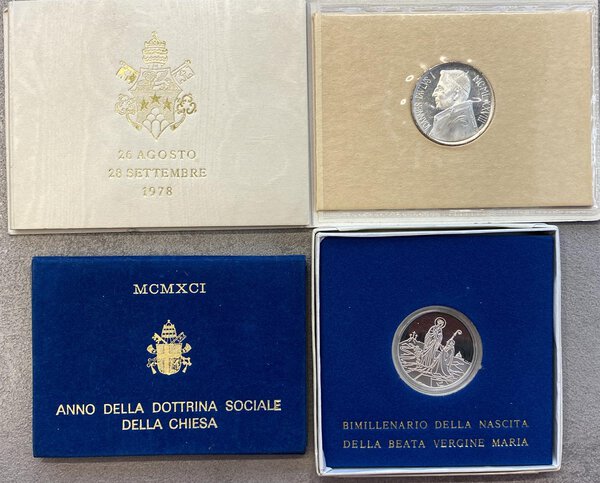 26 AGOSTO
28 SETTEMBRE
1978
MCMXCI
ANNO DELLA DOTTRINA SOCIALE
DELLA CHIESA
BIMILLENARIO DELLA NASCITA
DELLA BEATA VERGINE MARIA